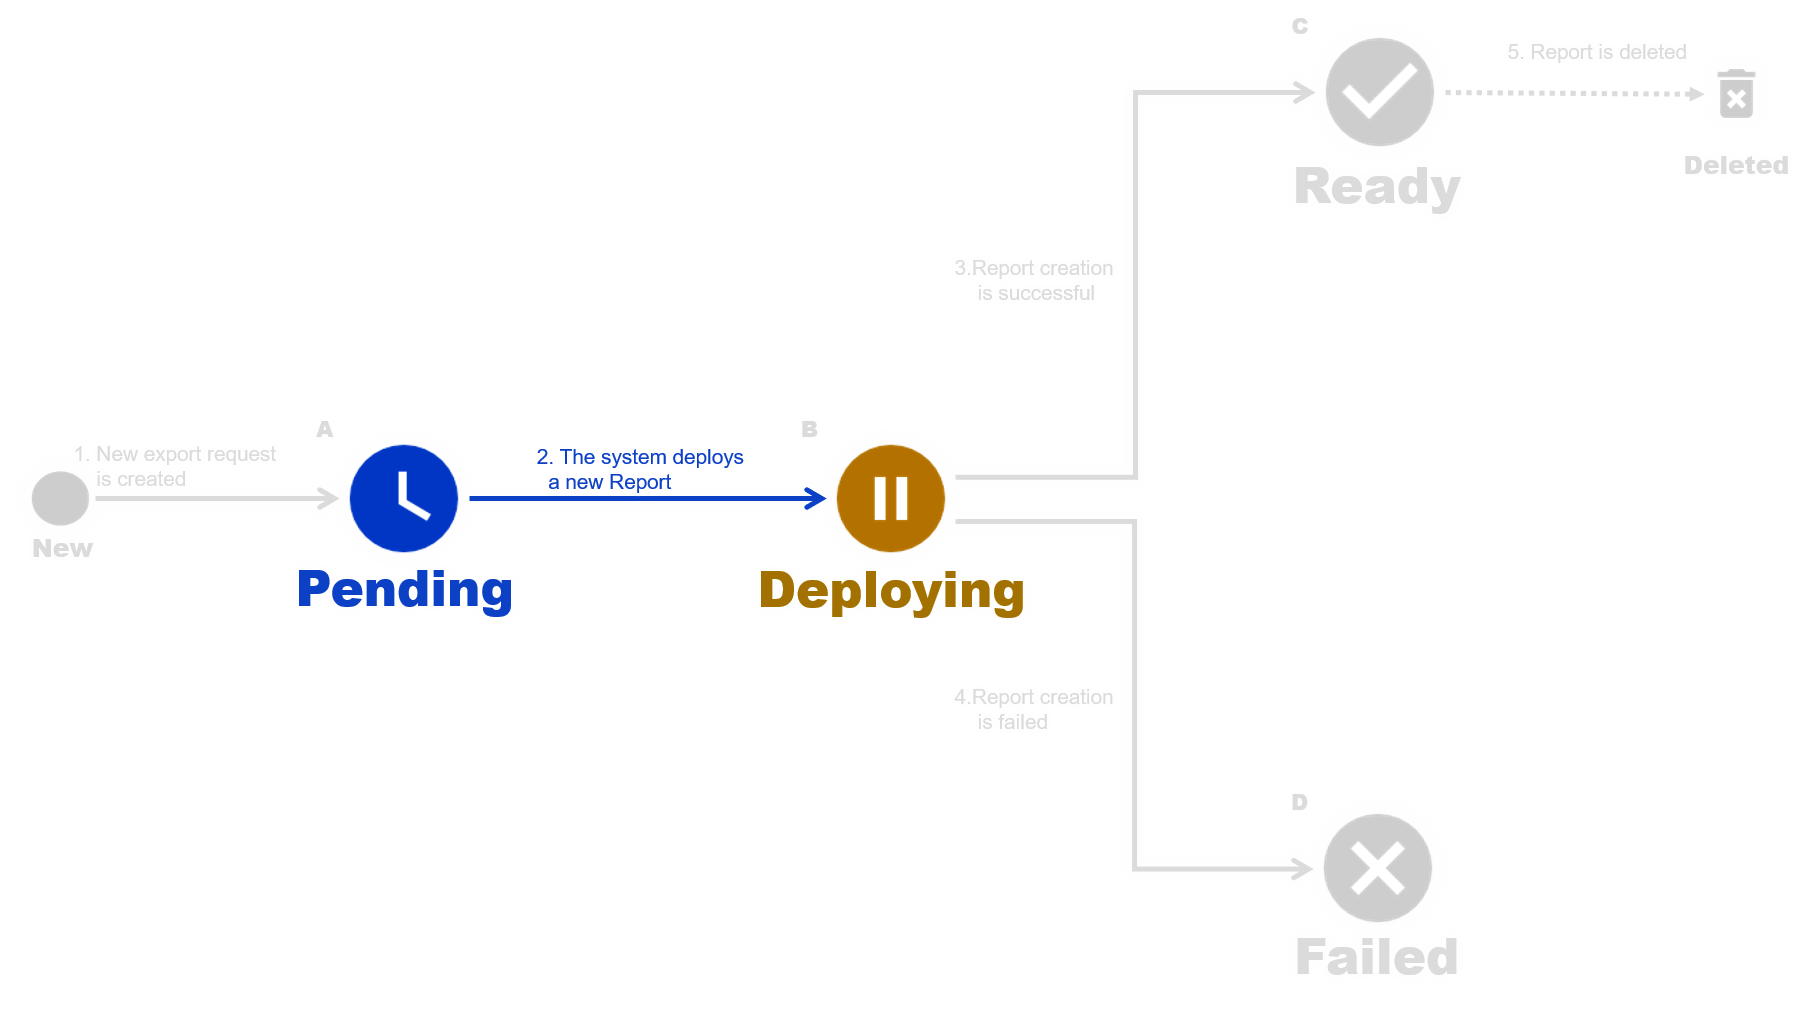 C
5. Report is deleted
Ready
Deleted
3.Report creation
is successful
A
1. New export request
is created
New
Pending
2. The system deploys
a new Report
B
Deploying
4.Report creation
is failed
D
Failed